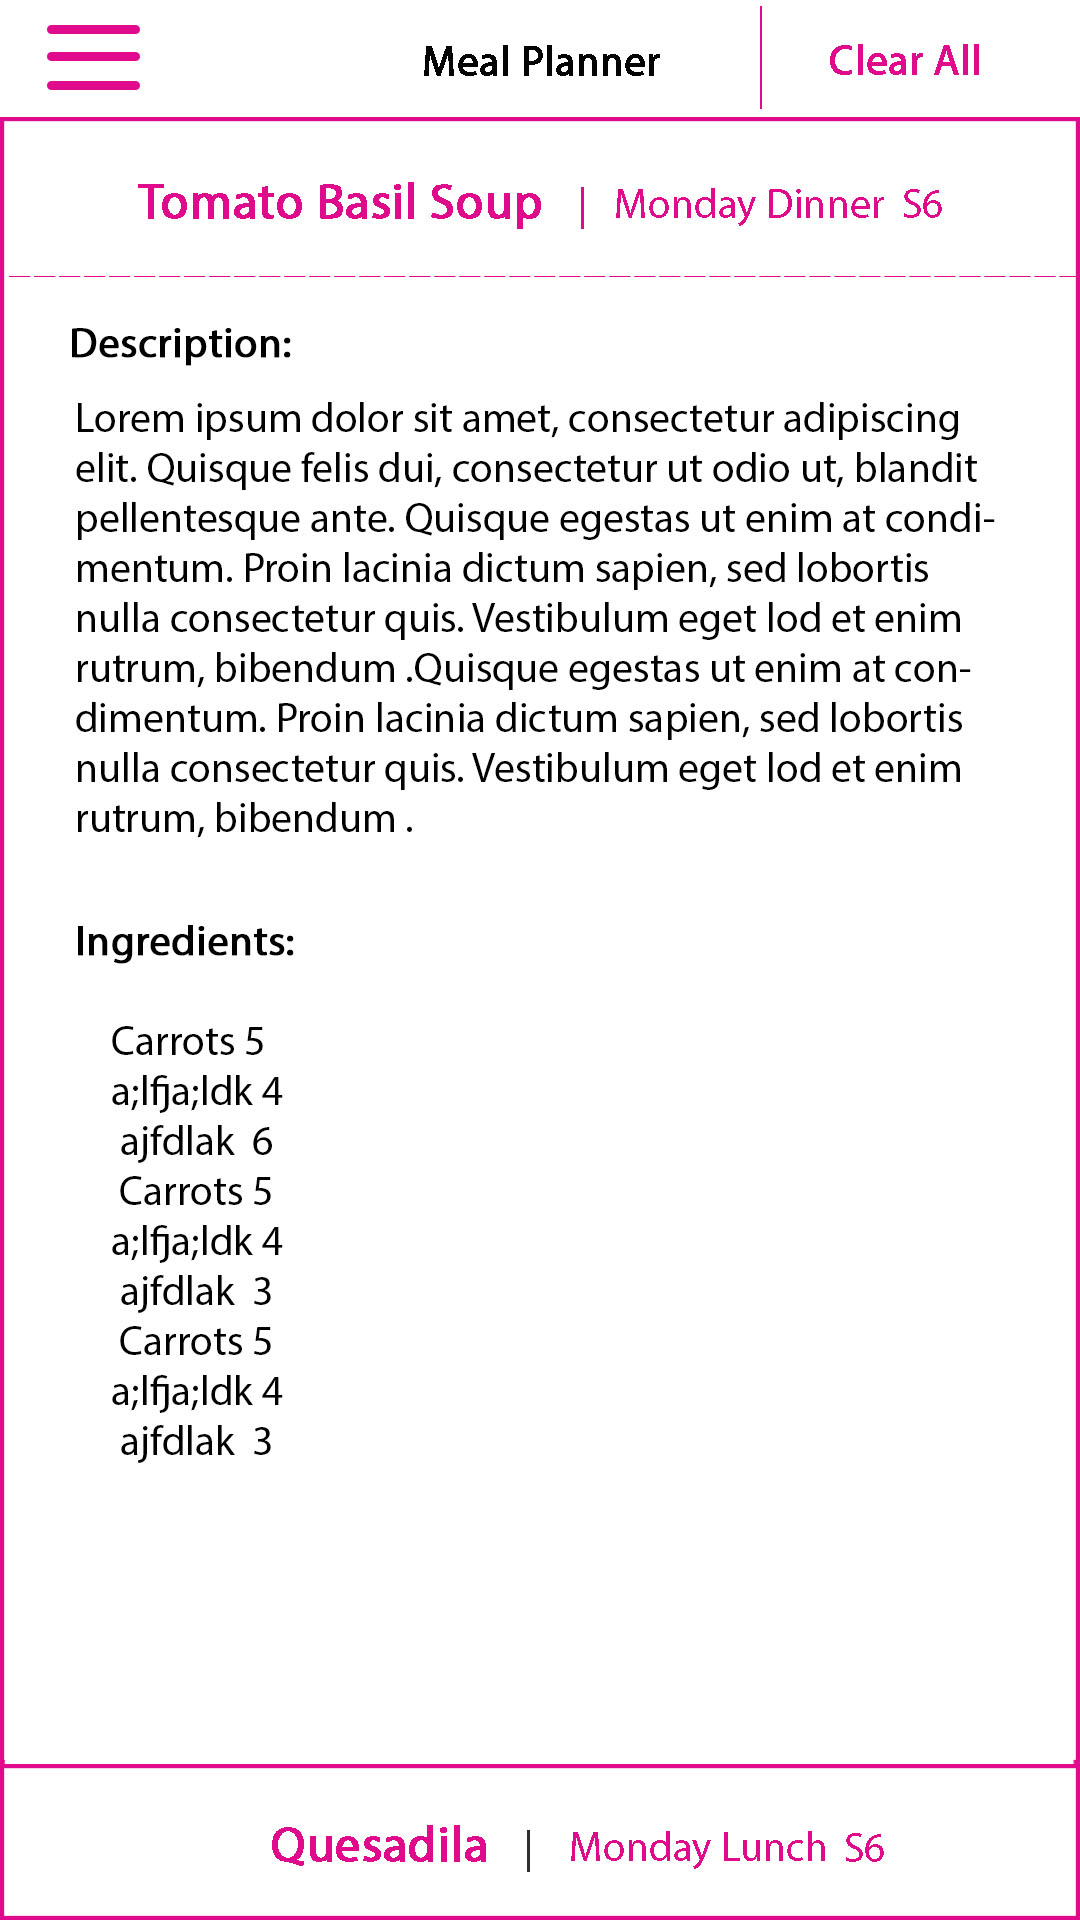 Meal Planner
Clear All
Tomato Basil Soup | Monday Dinner S6
Description:
Lorem ipsum dolor sit amet, consectetur adipiscing
elit. Quisque felis dui, consectetur ut odio ut, blandit
pellentesque ante. Quisque egestas ut enim at condi-
mentum. Proin lacinia dictum sapien, sed lobortis
nulla consectetur quis. Vestibulum eget lod et enim
rutrum, bibendum .Quisque egestas ut enim at con-
dimentum. Proin lacinia dictum sapien, sed lobortis
nulla consectetur quis. Vestibulum eget lod et enim
rutrum, bibendum .
Ingredients:
Carrots 5
a;lfja;ldk 4
ajfdlak 6
Carrots 5
a;lfja;ldk 4
ajfdlak 3
Carrots 5
a;lfja;ldk 4
ajfdlak 3
Quesadila | Monday Lunch S6